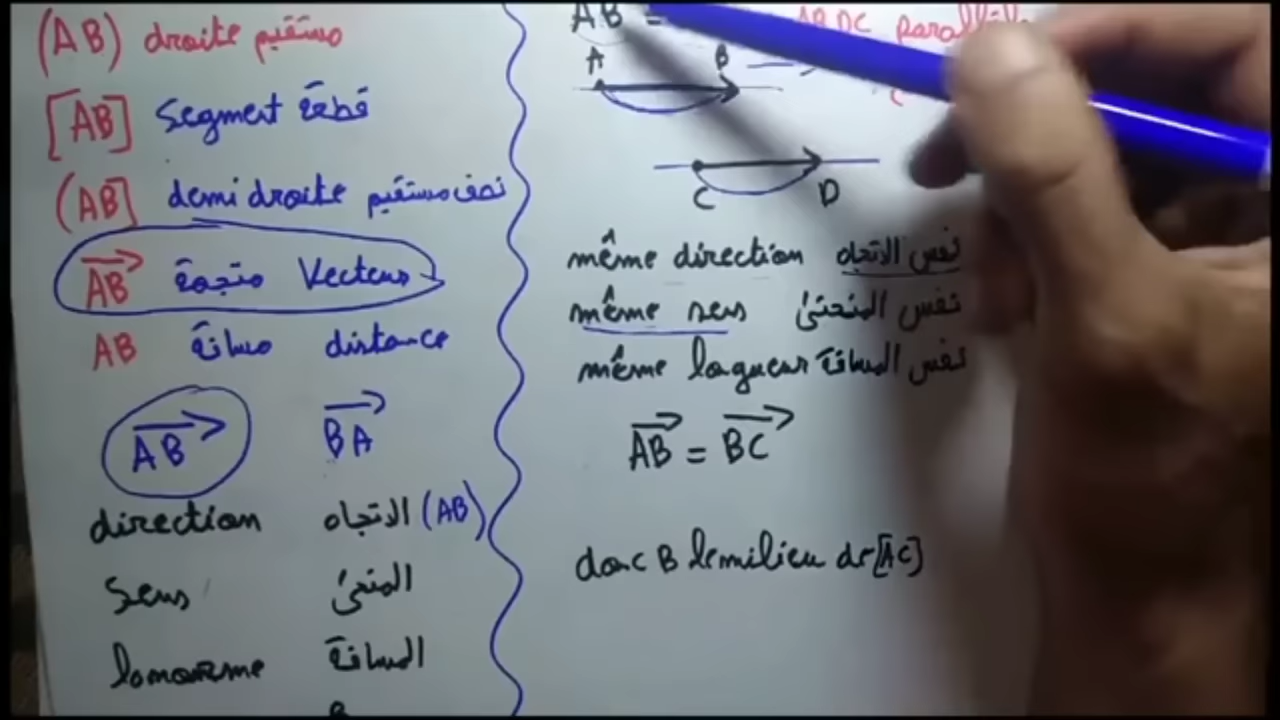 (AB) droite مستقيم
[AB] Segment قطعة
(AB] demi droite نصف مستقيم
AB متجهة Vecteur
AB مسافة distance
AB BA
direction الاتجاه (AB)
Sens المنحى
la norme المسافة
B
AB = ABDC
A B
C D
même direction نفس الاتجاه
même sens نفس المنحنى
même logueur نفس المسافة
AB = BC
donc B le milieu de [AC]